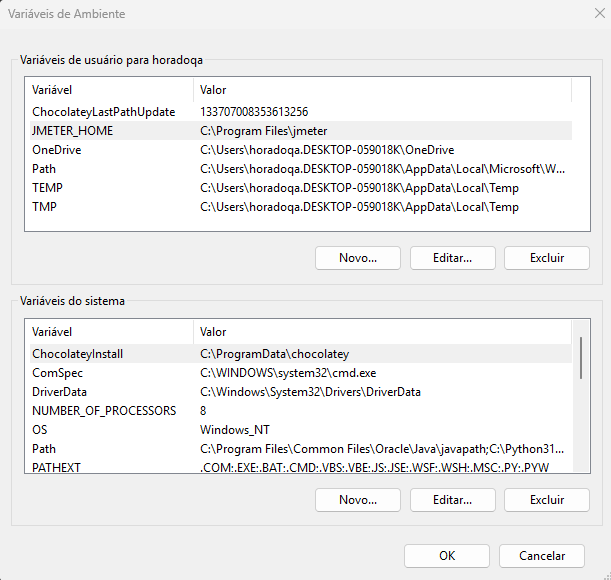 Variáveis de Ambiente
Variáveis de usuário para horadoqa
Variável Valor
ChocolateyLastPathUpdate 133707008353613256
JMETER_HOME C:\Program Files\jmeter
OneDrive C:\Users\horadoqa.DESKTOP-059018K\OneDrive
Path C:\Users\horadoqa.DESKTOP-059018K\AppData\Local\Microsoft\W...
TEMP C:\Users\horadoqa.DESKTOP-059018K\AppData\Local\Temp
TMP C:\Users\horadoqa.DESKTOP-059018K\AppData\Local\Temp
Novo... Editar... Excluir
Variáveis do sistema
Variável Valor
ChocolateyInstall C:\ProgramData\chocolatey
ComSpec C:\WINDOWS\system32\cmd.exe
DriverData C:\Windows\System32\Drivers\DriverData
NUMBER_OF_PROCESSORS 8
OS Windows_NT
Path C:\Program Files\Common Files\Oracle\Java\javapath;C:\Python31...
PATHEXT .COM;.EXE;.BAT;.CMD;.VBS;.VBE;.JS;.JSE;.WSF;.WSH;.MSC;.PY;.PYW
Novo... Editar... Excluir
OK Cancelar